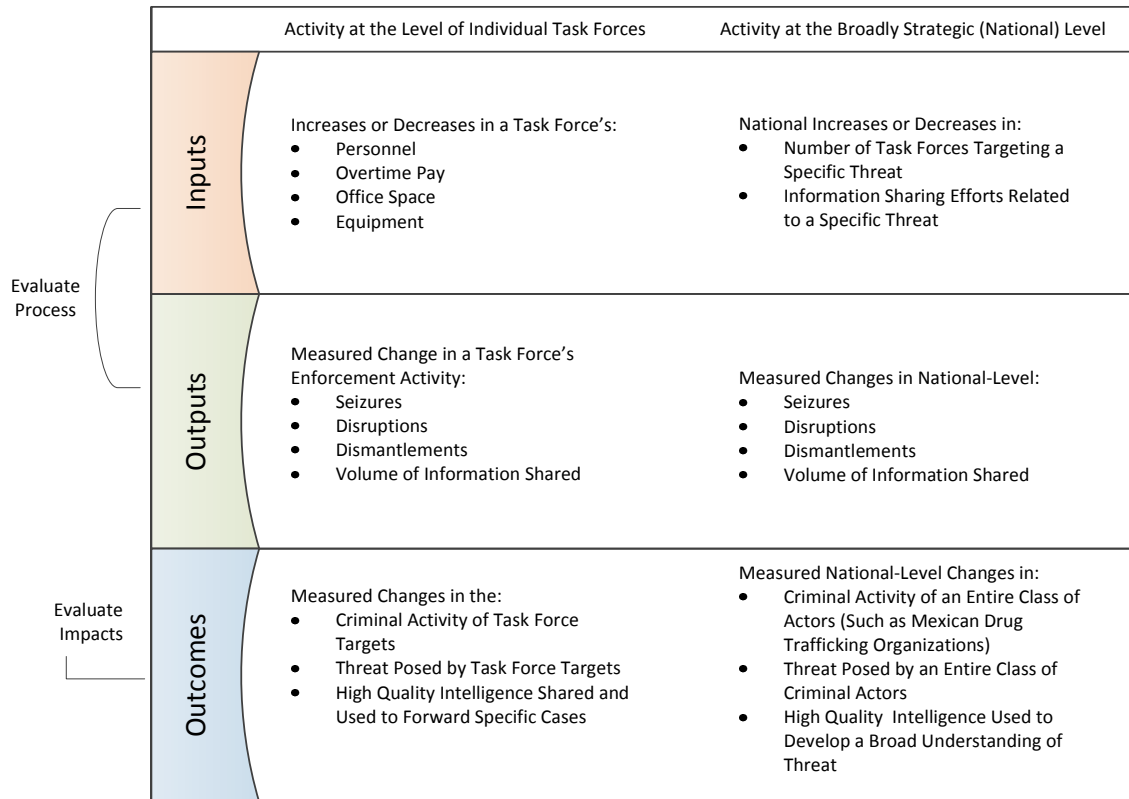 Activity at the Level of Individual Task Forces
Activity at the Broadly Strategic (National) Level
Inputs
Increases or Decreases in a Task Force's:
• Personnel
• Overtime Pay
• Office Space
• Equipment
National Increases or Decreases in:
• Number of Task Forces Targeting a
Specific Threat
• Information Sharing Efforts Related
to a Specific Threat
Evaluate
Process
Outputs
Measured Change in a Task Force's
Enforcement Activity:
• Seizures
• Disruptions
• Dismantlements
• Volume of Information Shared
Measured Changes in National-Level:
• Seizures
• Disruptions
• Dismantlements
• Volume of Information Shared
Evaluate
Impacts
Outcomes
Measured Changes in the:
• Criminal Activity of Task Force
Targets
• Threat Posed by Task Force Targets
• High Quality Intelligence Shared and
Used to Forward Specific Cases
Measured National-Level Changes in:
• Criminal Activity of an Entire Class of
Actors (Such as Mexican Drug
Trafficking Organizations)
• Threat Posed by an Entire Class of
Criminal Actors
• High Quality Intelligence Used to
Develop a Broad Understanding of
Threat